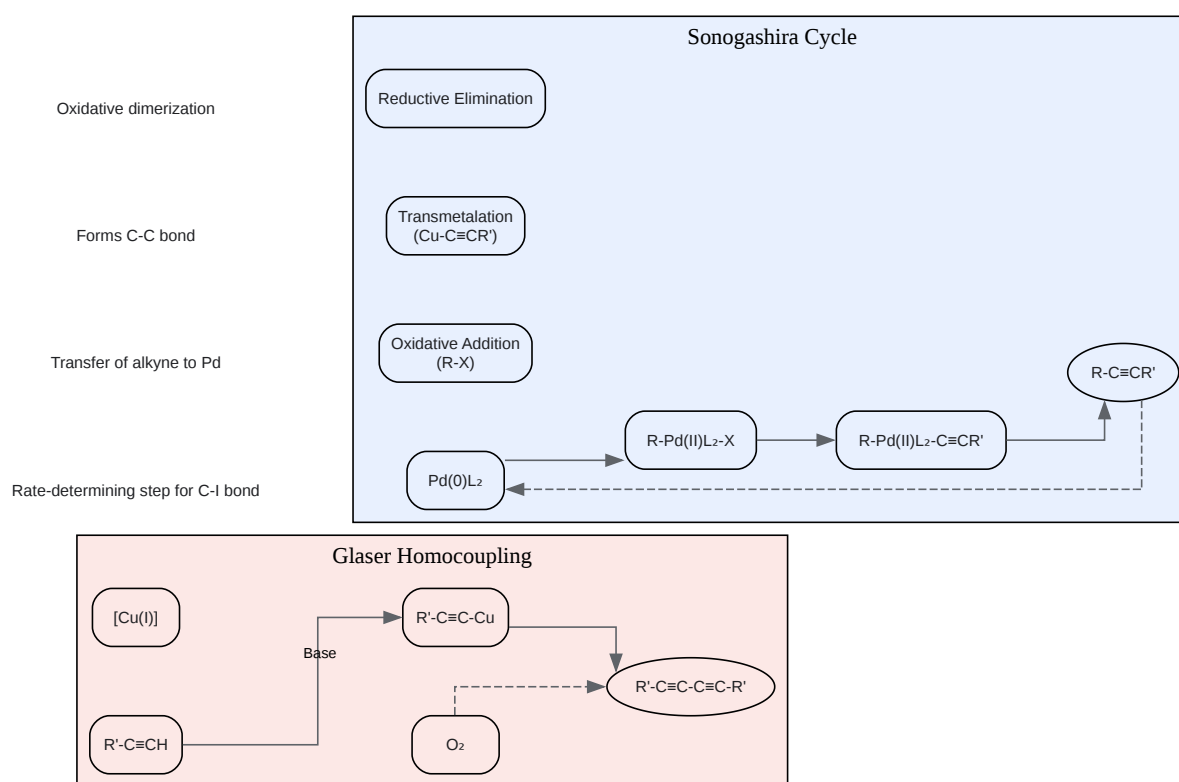 Sonogashira Cycle
Reductive Elimination
Oxidative dimerization
Transmetalation
(Cu-C≡CR')
Forms C-C bond
Oxidative Addition
(R-X)
Transfer of alkyne to Pd
R-C≡CR'
R-Pd(II)L₂-X
R-Pd(II)L₂-C≡CR'
Pd(0)L₂
Rate-determining step for C-I bond
Glaser Homocoupling
[Cu(I)]
R'-C≡C-Cu
Base
R'-C≡C-C≡C-R'
R'-C≡CH
O₂